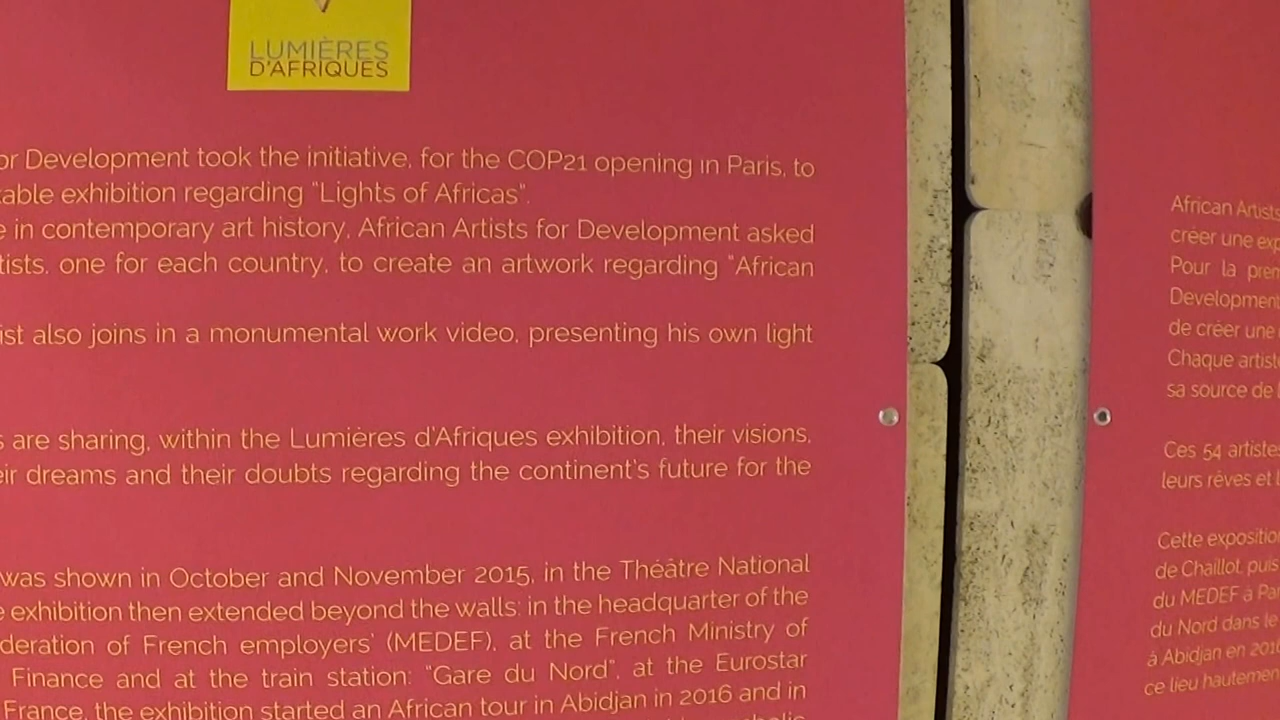 LUMIÈRES
D'AFRIQUES
or Development took the initiative, for the COP21 opening in Paris, to
able exhibition regarding "Lights of Africas".
e in contemporary art history, African Artists for Development asked
tists, one for each country, to create an artwork regarding "African
ist also joins in a monumental work video, presenting his own light
s are sharing, within the Lumières d'Afriques exhibition, their visions,
eir dreams and their doubts regarding the continent's future for the
was shown in October and November 2015, in the Théâtre National
e exhibition then extended beyond the walls: in the headquarter of the
deration of French employers' (MEDEF), at the French Ministry of
Finance and at the train station: "Gare du Nord", at the Eurostar
France, the exhibition started an African tour in Abidjan in 2016 and in
African Artists
créer une exp
Pour la prem
Development
de créer une
Chaque artist
sa source de
Ces 54 artistes
leurs rêves et l
Cette expositio
de Chaillot, puis
du MEDEF à Pa
du Nord dans le
à Abidjan en 2016
ce lieu hautemen